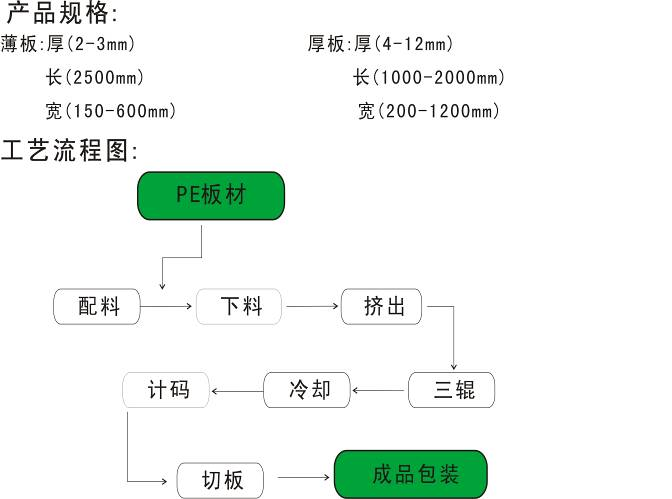 产品规格:
薄板:厚(2-3mm) 厚板:厚(4-12mm)
长(2500mm) 长(1000-2000mm)
宽(150-600mm) 宽(200-1200mm)
工艺流程图:
PE板材
配料 下料 挤出
计码 冷却 三辊
切板 成品包装